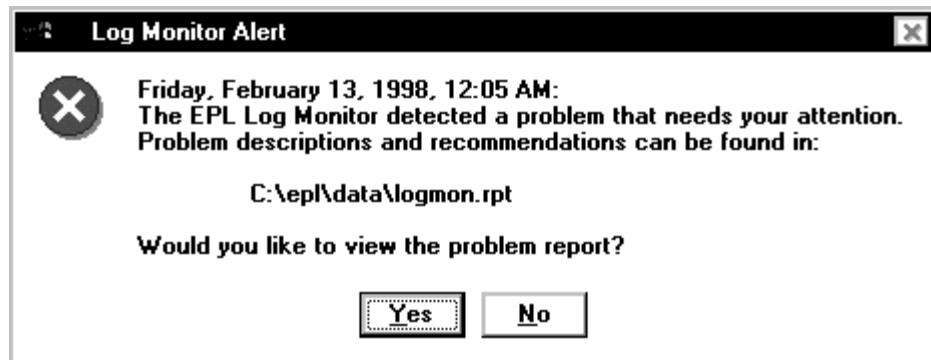 Log Monitor Alert
Friday, February 13, 1998, 12:05 AM:
The EPL Log Monitor detected a problem that needs your attention.
Problem descriptions and recommendations can be found in:
C:\epl\data\logmon.rpt
Would you like to view the problem report?
Yes No